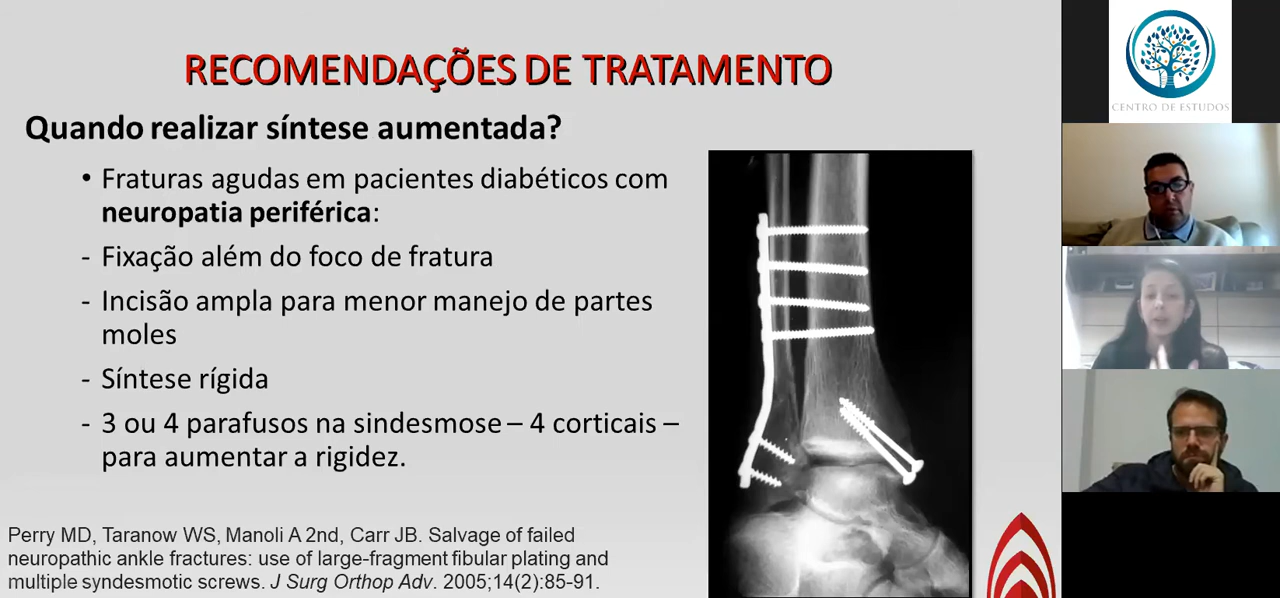 RECOMENDAÇÕES DE TRATAMENTO
Quando realizar síntese aumentada?
• Fraturas agudas em pacientes diabéticos com
neuropatia periférica:
- Fixação além do foco de fratura
- Incisão ampla para menor manejo de partes
moles
- Síntese rígida
- 3 ou 4 parafusos na sindesmose – 4 corticais –
para aumentar a rigidez.
Perry MD, Taranow WS, Manoli A 2nd, Carr JB. Salvage of failed
neuropathic ankle fractures: use of large-fragment fibular plating and
multiple syndesmotic screws. J Surg Orthop Adv. 2005;14(2):85-91.
CENTRO DE ESTUDOS